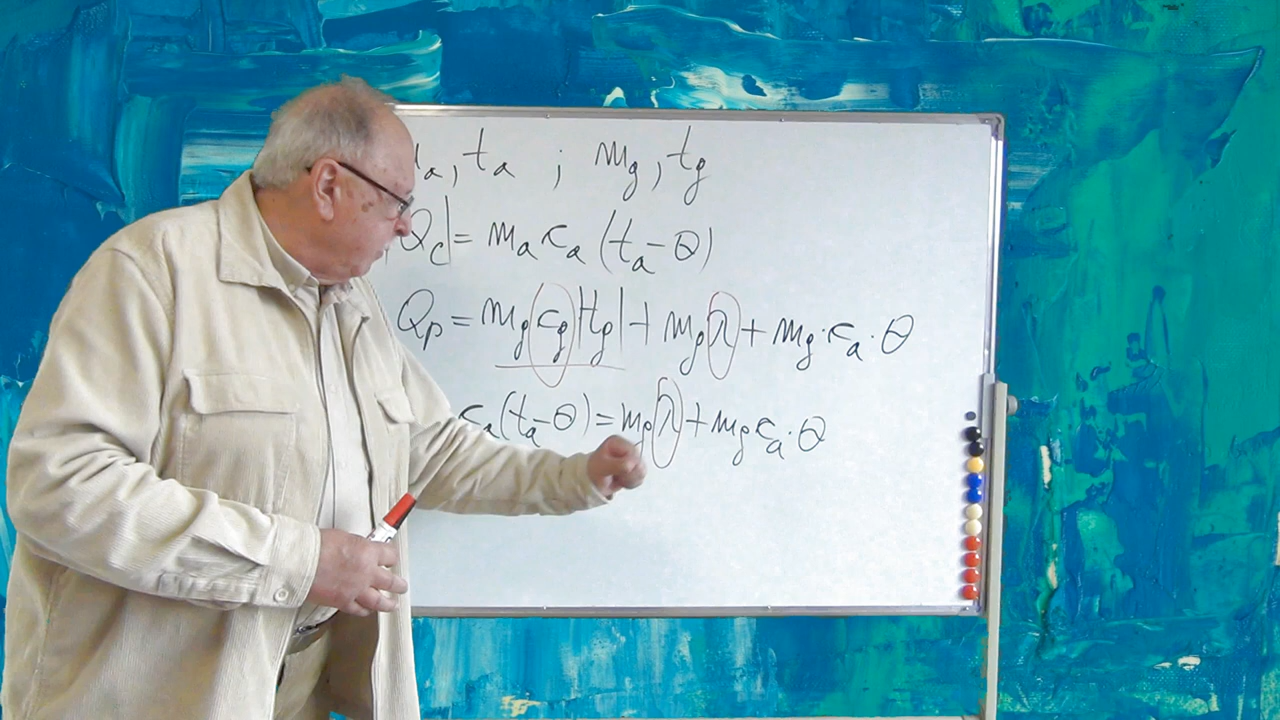 a, t_a ; m_g, t_g
Q_c| = m_a c_a (t_a - θ)
Q_p = m_g c_g |t_g| + m_g λ + m_g · c_a · θ
c_a (t_a - θ) = m_g λ + m_g c_a · θ